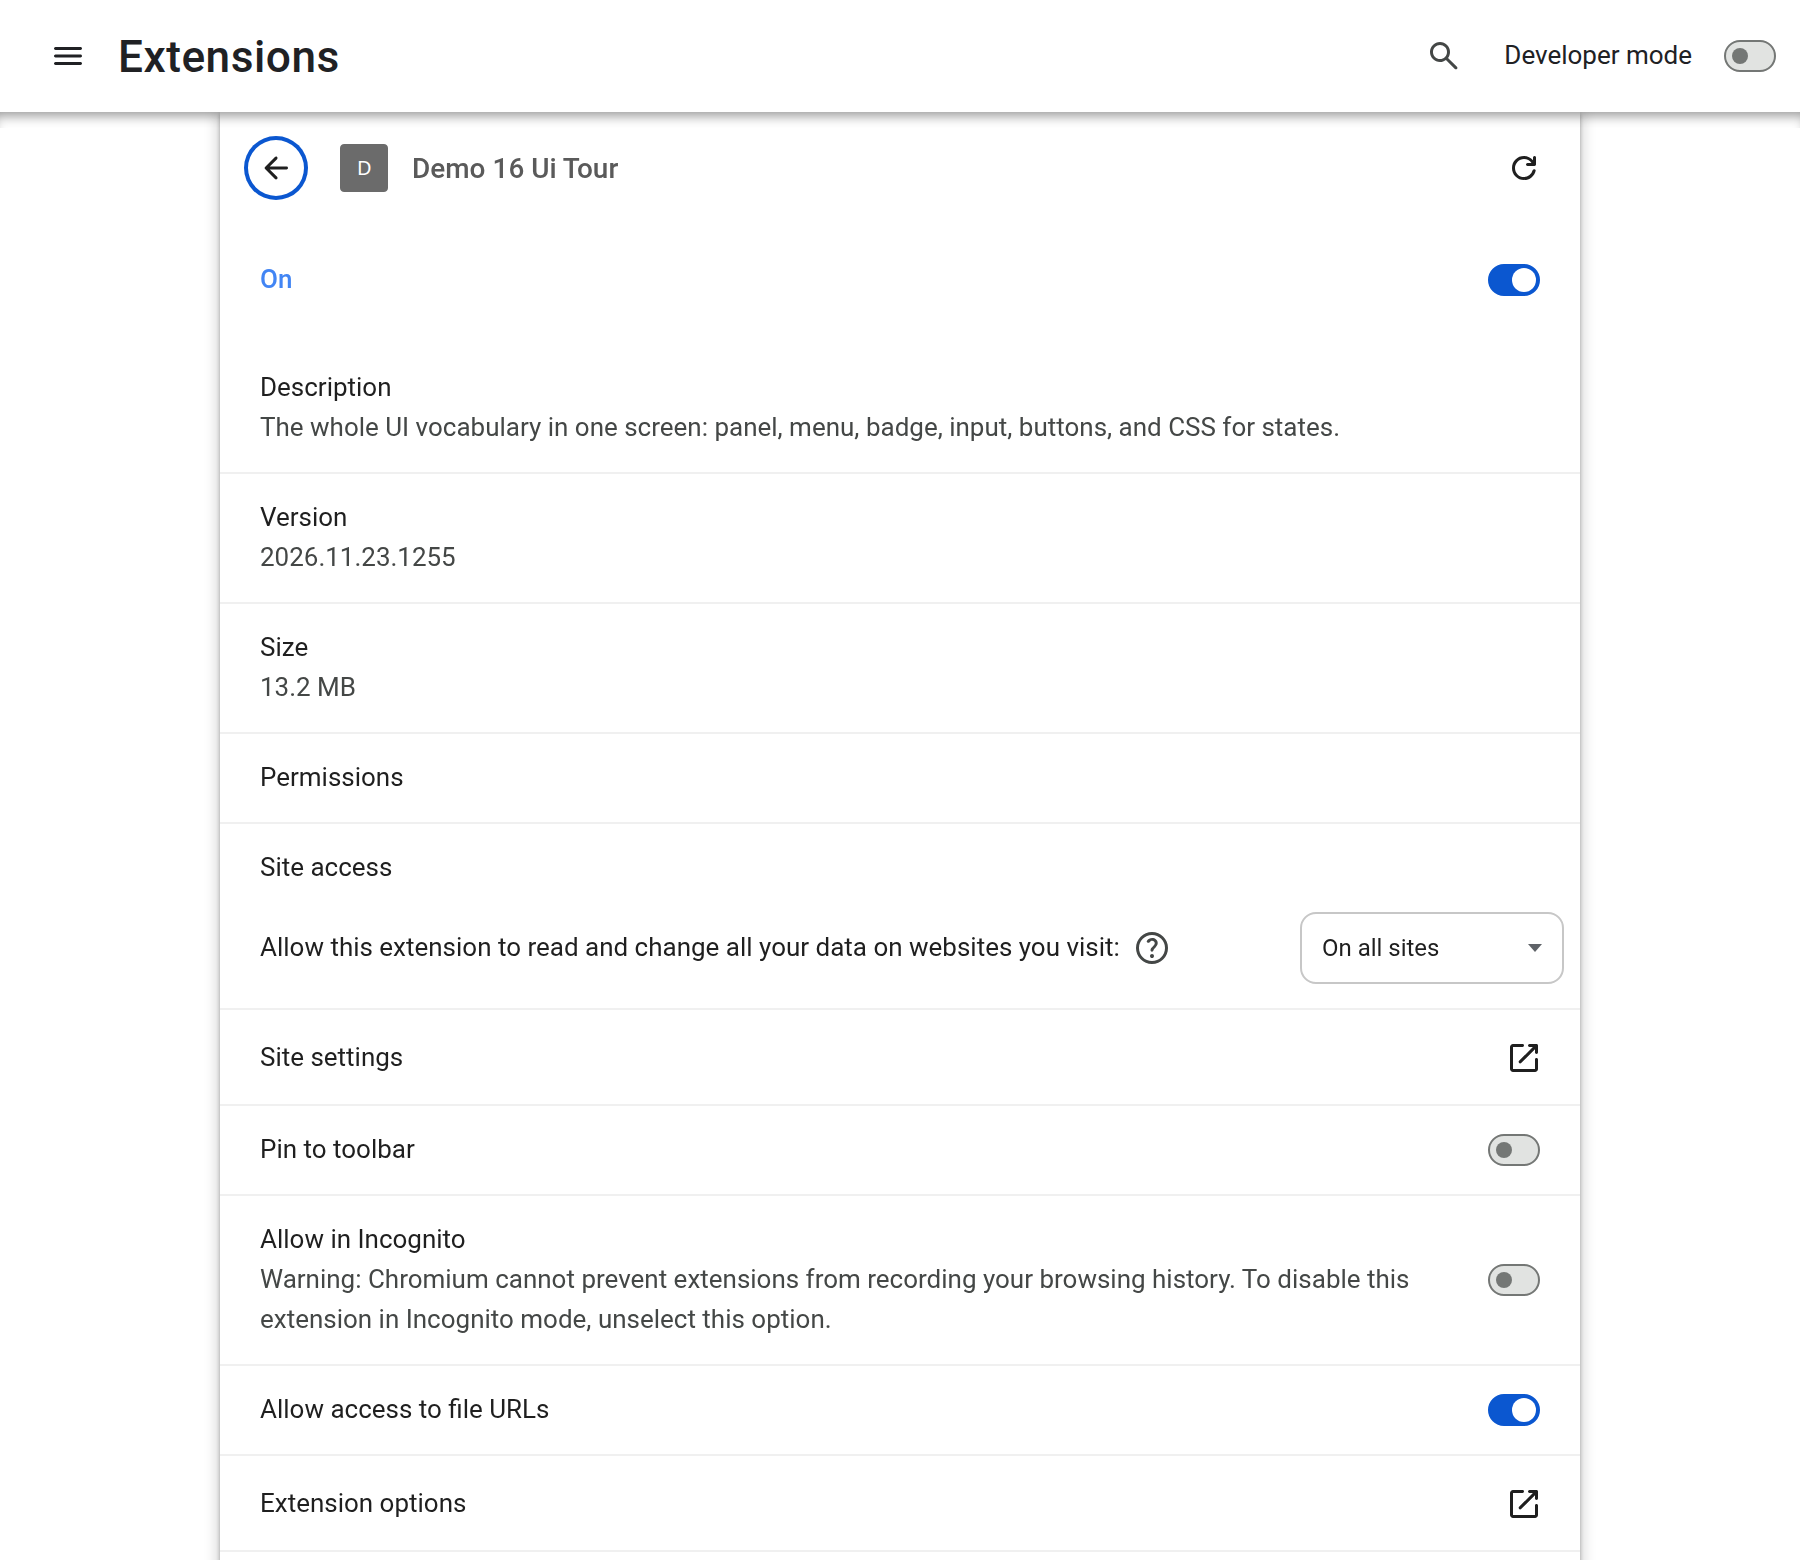 Extensions
Developer mode
D
Demo 16 Ui Tour
On
Description
The whole UI vocabulary in one screen: panel, menu, badge, input, buttons, and CSS for states.
Version
2026.11.23.1255
Size
13.2 MB
Permissions
Site access
Allow this extension to read and change all your data on websites you visit:
On all sites
Site settings
Pin to toolbar
Allow in Incognito
Warning: Chromium cannot prevent extensions from recording your browsing history. To disable this
extension in Incognito mode, unselect this option.
Allow access to file URLs
Extension options